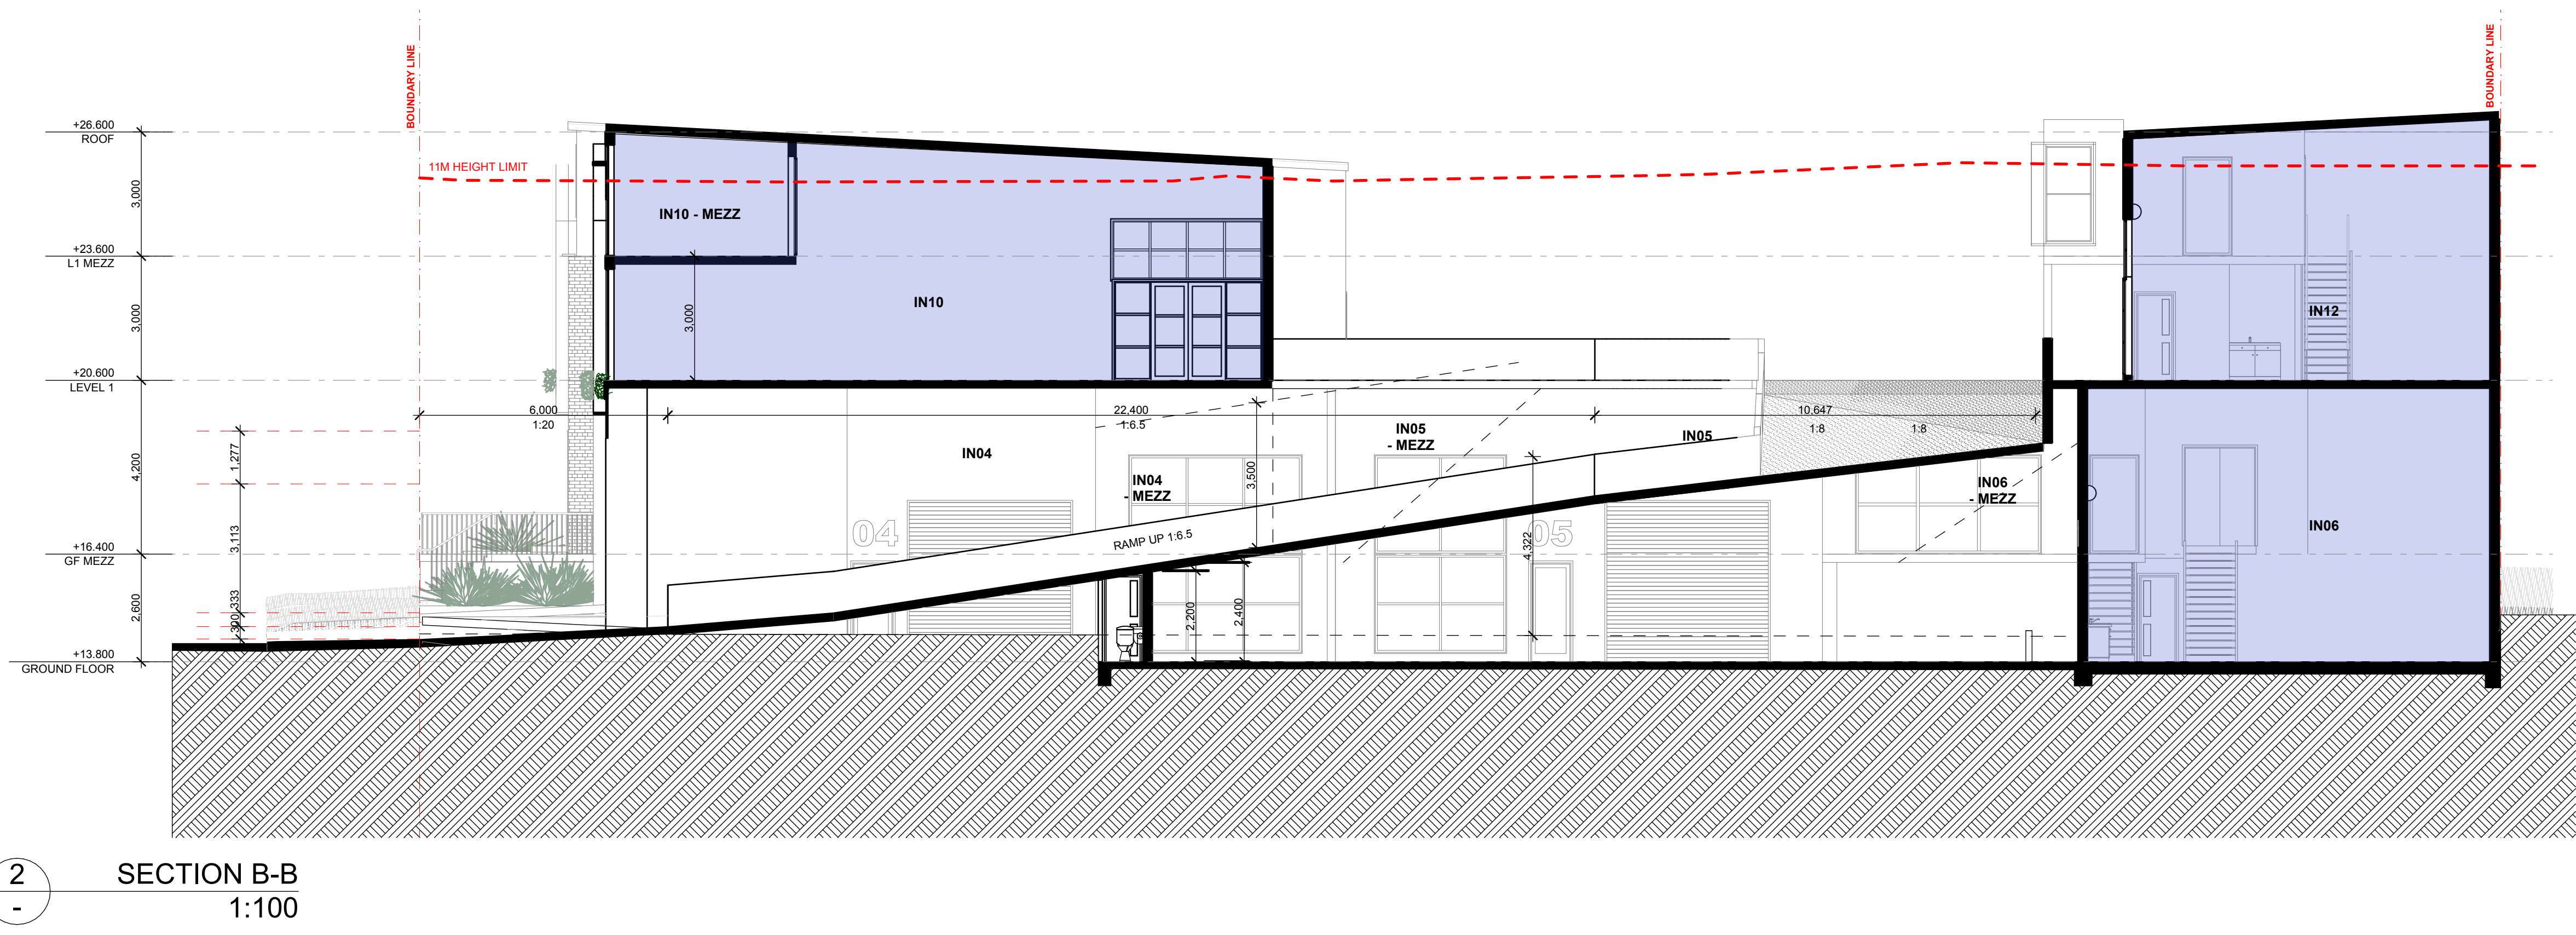 BOUNDARY LINE
BOUNDARY LINE
+26.600
ROOF
11M HEIGHT LIMIT
3,000
IN10 - MEZZ
+23.600
L1 MEZZ
3,000
3,000
IN10
IN12
+20.600
LEVEL 1
6,000
1:20
22,400
1:6.5
10,647
1:8
1:8
1,277
4,200
IN04
IN05
- MEZZ
IN05
3,500
IN04
- MEZZ
IN06
- MEZZ
IN06
3,113
04
RAMP UP 1:6.5
05
4,322
+16.400
GF MEZZ
333
300
2,600
2,200
2,400
+13.800
GROUND FLOOR
2
-
SECTION B-B
1:100